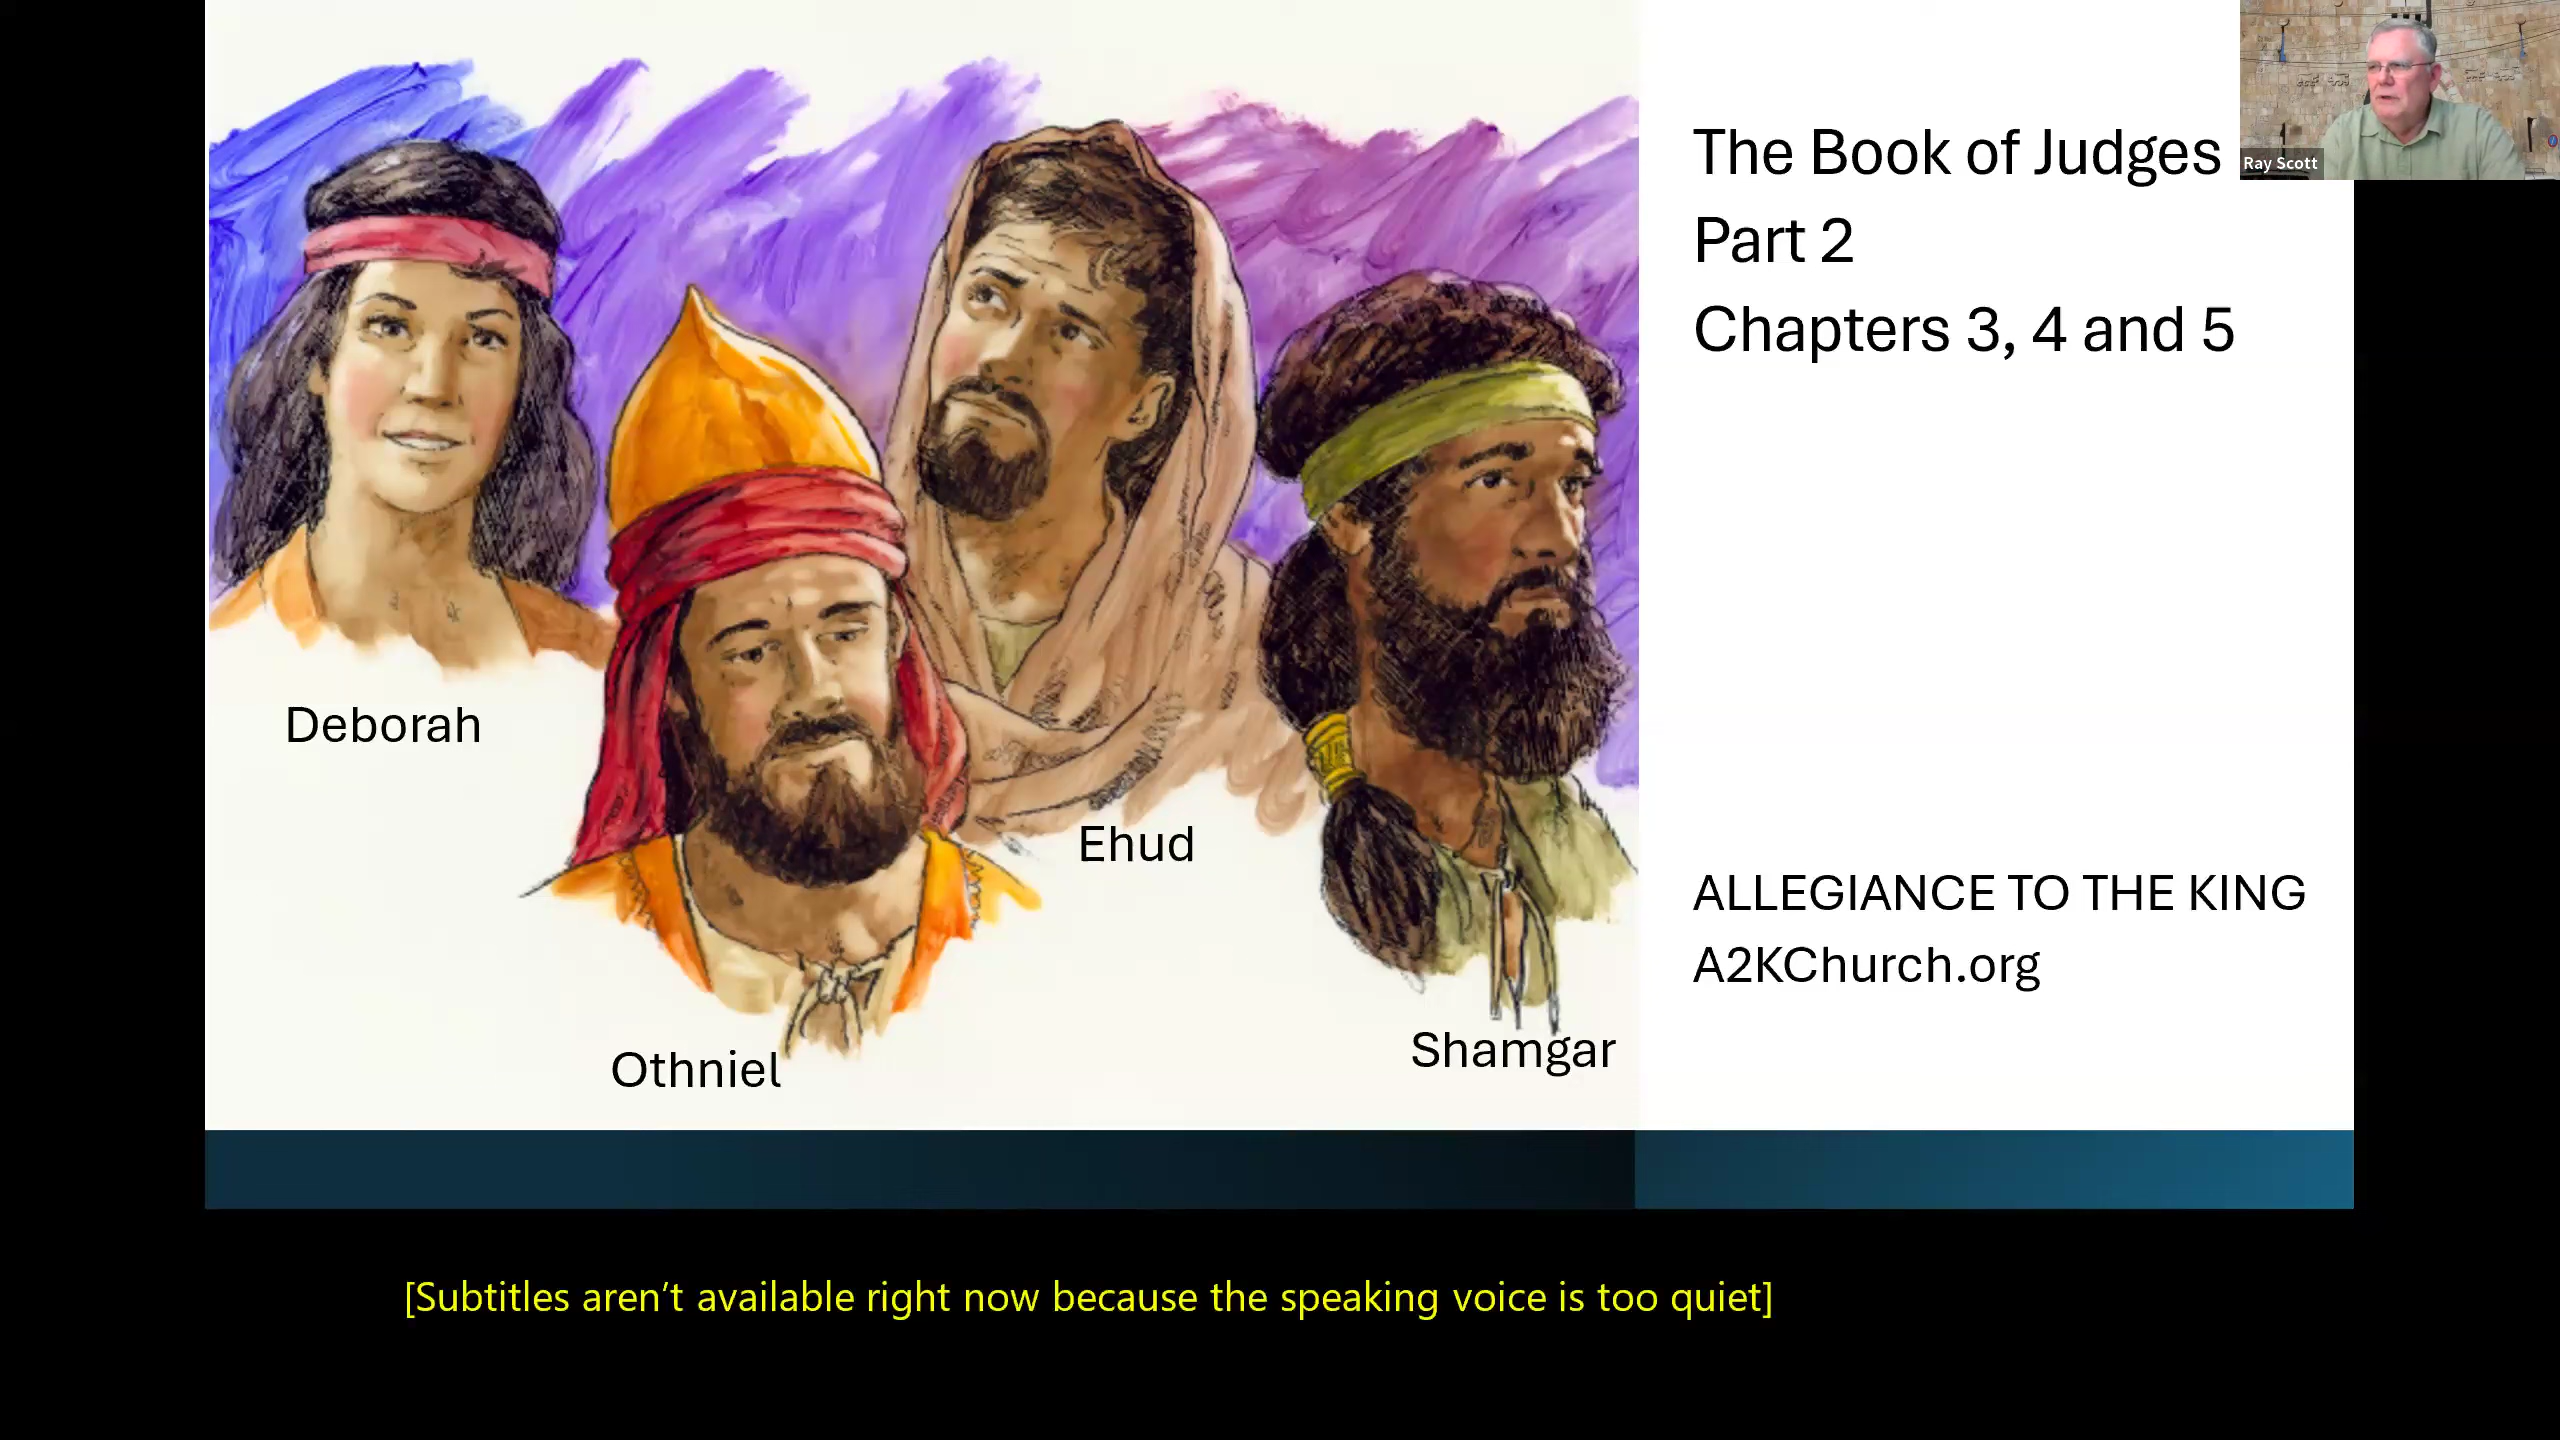 The Book of Judges
Part 2
Chapters 3, 4 and 5
Ray Scott
Deborah
Ehud
Othniel
Shamgar
ALLEGIANCE TO THE KING
A2KChurch.org
[Subtitles aren’t available right now because the speaking voice is too quiet]